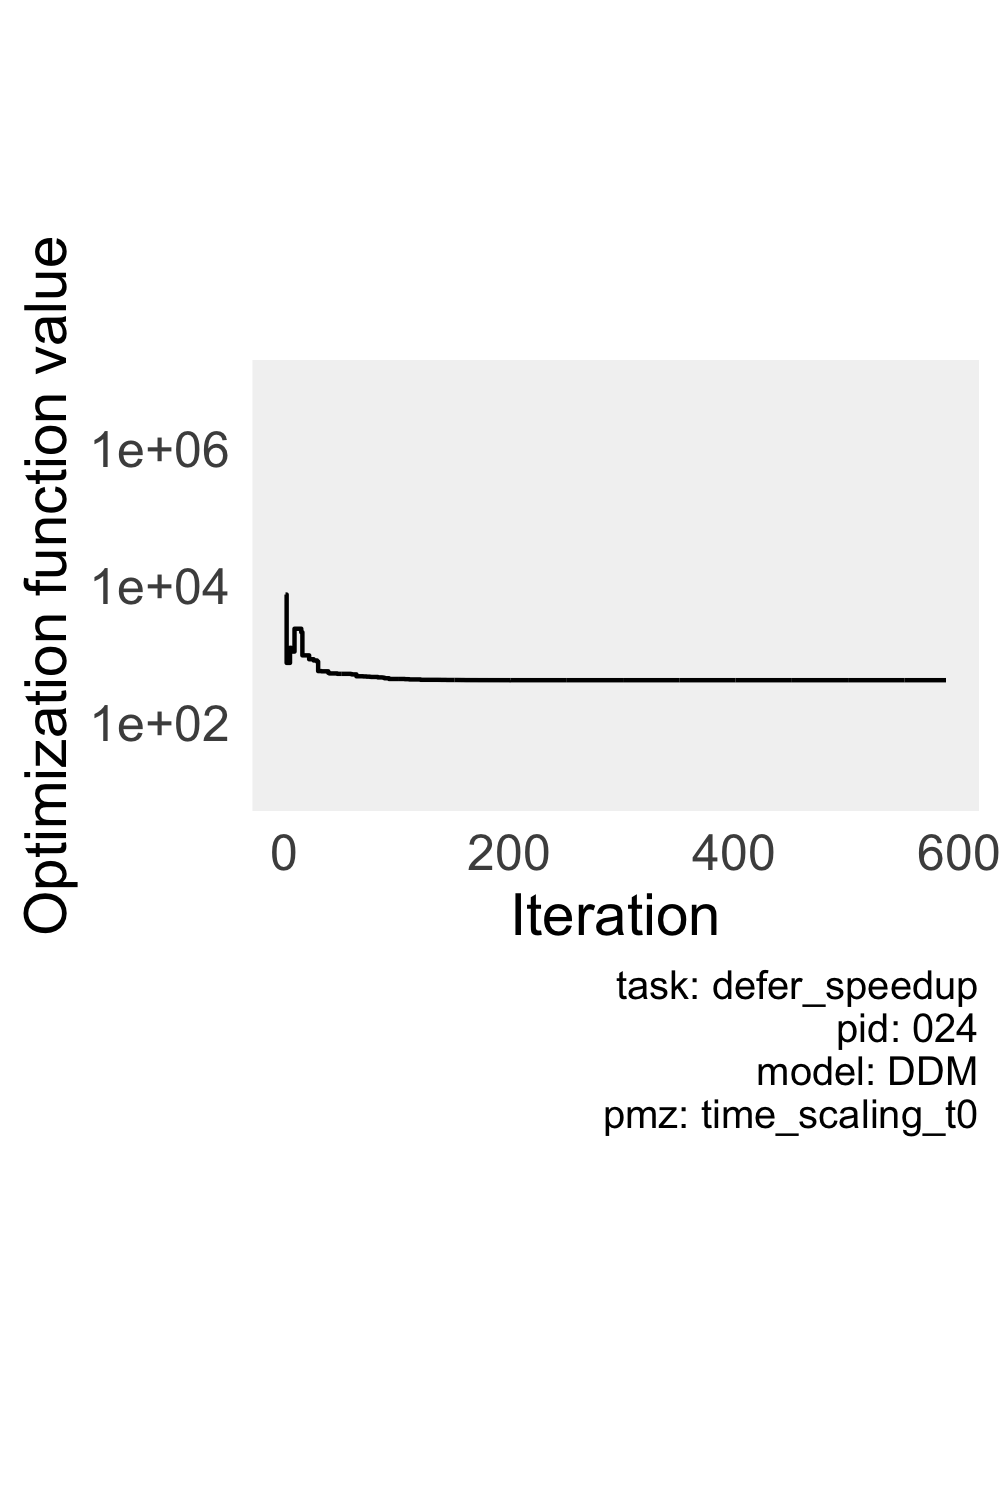 Optimization function value
1e+06
1e+04
1e+02
0 200 400 600
Iteration
task: defer_speedup
pid: 024
model: DDM
pmz: time_scaling_t0